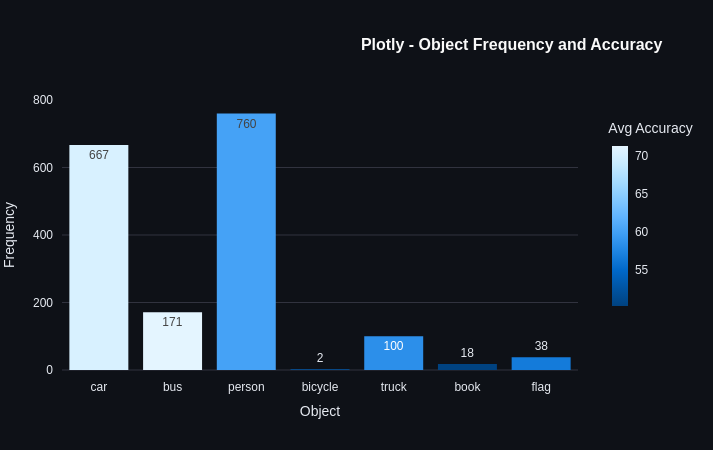 Plotly - Object Frequency and Accuracy
800
600
400
200
0
Frequency
667
171
760
2
100
18
38
car
bus
person
bicycle
truck
book
flag
Object
Avg Accuracy
70
65
60
55